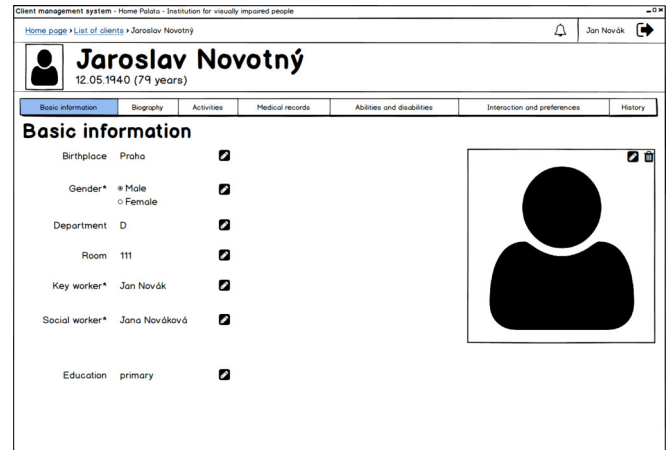 Client management system - Home Palata - Institution for visually impaired people
Home page › List of clients › Jaroslav Novotný
Jan Novák
Jaroslav Novotný
12.05.1940 (79 years)
Basic information Biography Activities Medical records Abilities and disabilities Interaction and preferences History
Basic information
Birthplace Praha
Gender* Male
Female
Department D
Room 111
Key worker* Jan Novák
Social worker* Jana Nováková
Education primary